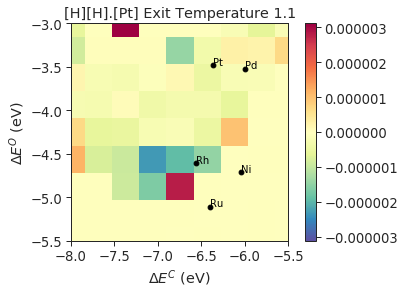 [H][H].[Pt] Exit Temperature 1.1
−3.0
−3.5
−4.0
−4.5
−5.0
−5.5
ΔE^O (eV)
Pt
Pd
Rh
Ni
Ru
−8.0 −7.5 −7.0 −6.5 −6.0 −5.5
ΔE^C (eV)
0.000003
0.000002
0.000001
0.000000
−0.000001
−0.000002
−0.000003